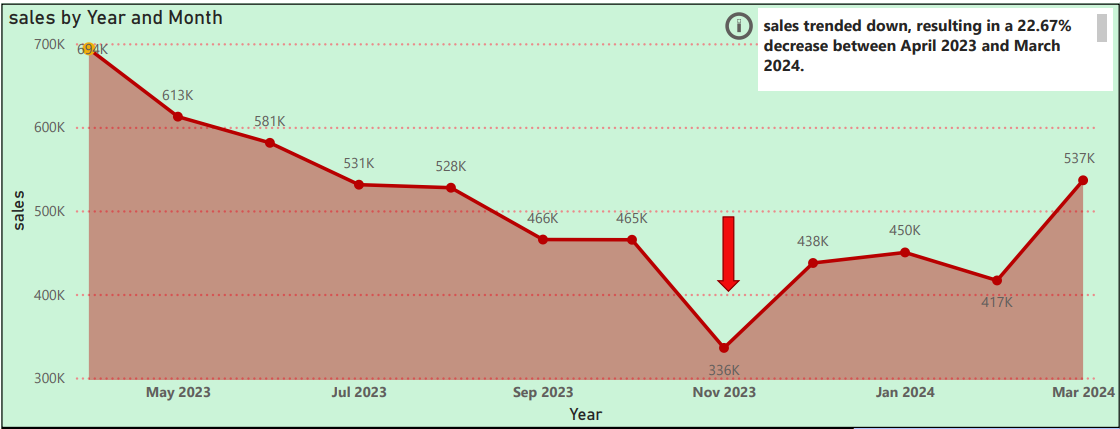 sales by Year and Month
sales trended down, resulting in a 22.67%
decrease between April 2023 and March
2024.
700K
600K
500K
400K
300K
sales
694K
613K
581K
531K
528K
466K
465K
336K
438K
450K
417K
537K
May 2023
Jul 2023
Sep 2023
Nov 2023
Jan 2024
Mar 2024
Year